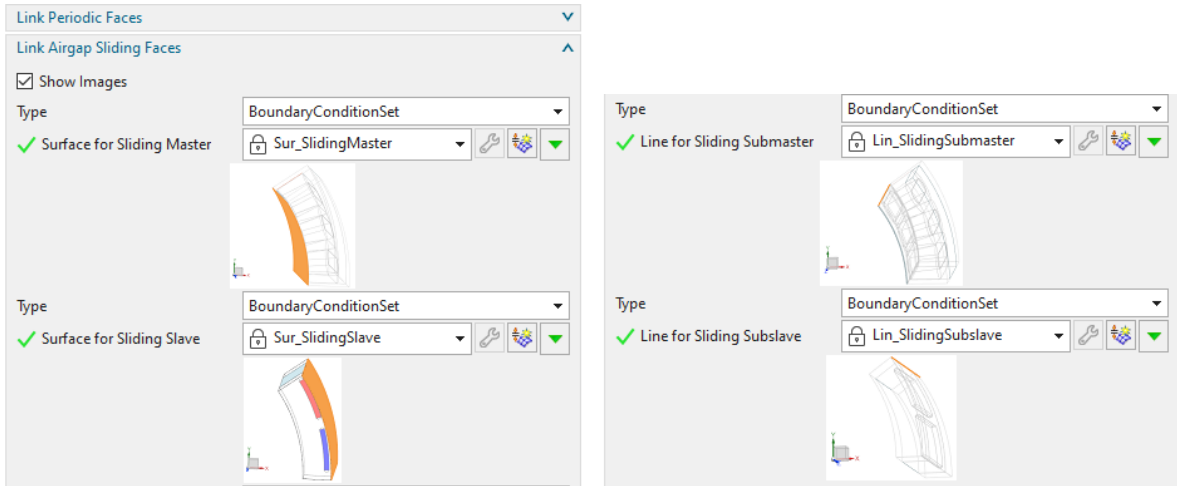 Link Periodic Faces
Link Airgap Sliding Faces
Show Images
Type BoundaryConditionSet
Surface for Sliding Master Sur_SlidingMaster
Type BoundaryConditionSet
Surface for Sliding Slave Sur_SlidingSlave
Type BoundaryConditionSet
Line for Sliding Submaster Lin_SlidingSubmaster
Type BoundaryConditionSet
Line for Sliding Subslave Lin_SlidingSubslave